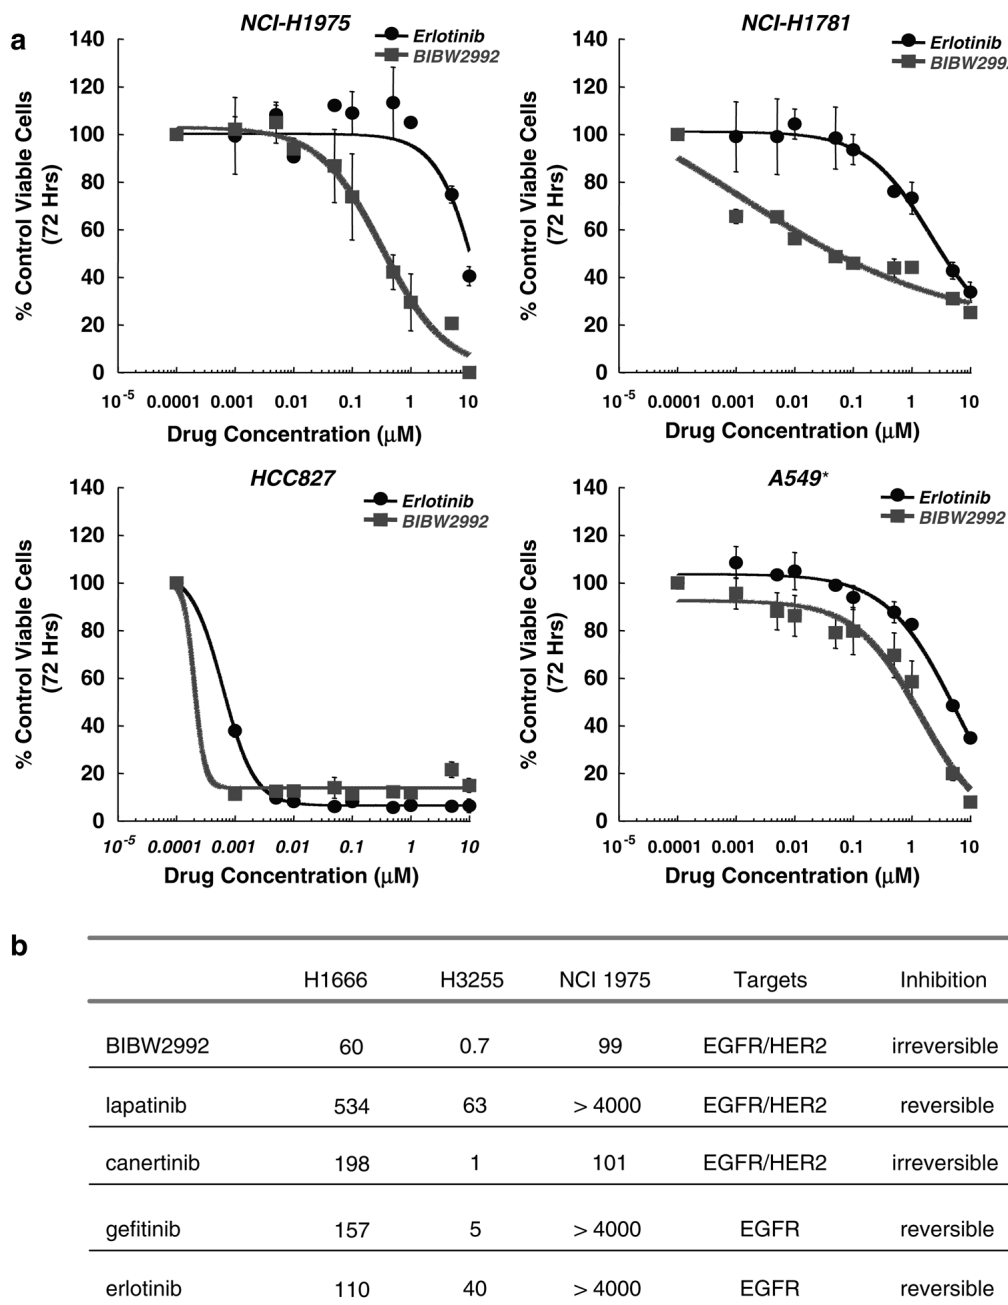 a
NCI-H1975
Erlotinib
BIBW2992
% Control Viable Cells
(72 Hrs)
140
120
100
80
60
40
20
0
10-5 0.0001 0.001 0.01 0.1 1 10
Drug Concentration (μM)
NCI-H1781
Erlotinib
BIBW299
% Control Viable Cells
(72 Hrs)
140
120
100
80
60
40
20
0
10-5 0.0001 0.001 0.01 0.1 1 10
Drug Concentration (μM)
HCC827
Erlotinib
BIBW2992
% Control Viable Cells
(72 Hrs)
140
120
100
80
60
40
20
0
10-5 0.0001 0.001 0.01 0.1 1 10
Drug Concentration (μM)
A549*
Erlotinib
BIBW2992
% Control Viable Cells
(72 Hrs)
140
120
100
80
60
40
20
0
10-5 0.0001 0.001 0.01 0.1 1 10
Drug Concentration (μM)
b
H1666 H3255 NCI 1975 Targets Inhibition
BIBW2992 60 0.7 99 EGFR/HER2 irreversible
lapatinib 534 63 > 4000 EGFR/HER2 reversible
canertinib 198 1 101 EGFR/HER2 irreversible
gefitinib 157 5 > 4000 EGFR reversible
erlotinib 110 40 > 4000 EGFR reversible